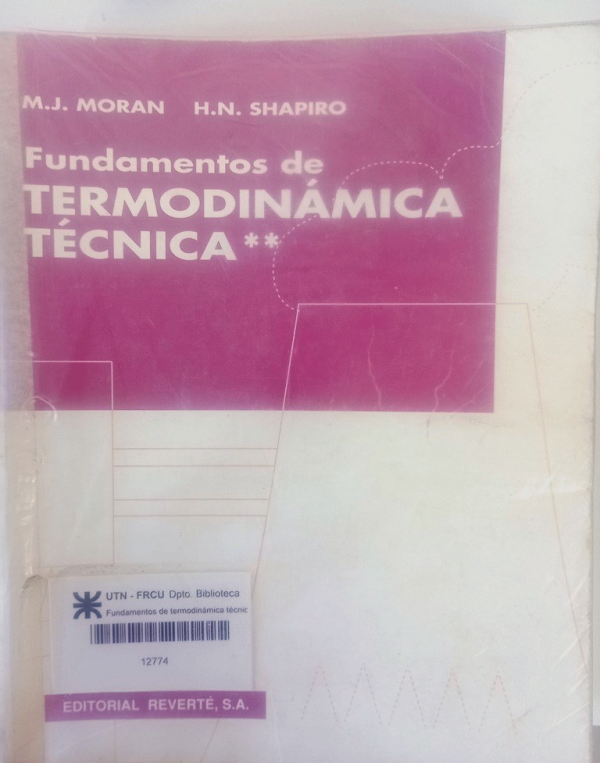 M.J. MORAN H.N. SHAPIRO
Fundamentos de
TERMODINÁMICA
TÉCNICA **
UTN - FRCU Dpto. Biblioteca
Fundamentos de termodinámica técnic
12774
EDITORIAL REVERTÉ, S.A.